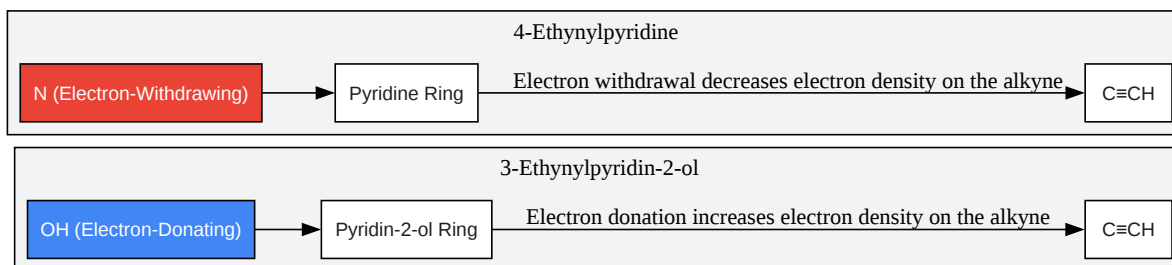 4-Ethynylpyridine
N (Electron-Withdrawing)
Pyridine Ring
Electron withdrawal decreases electron density on the alkyne
C≡CH
3-Ethynylpyridin-2-ol
OH (Electron-Donating)
Pyridin-2-ol Ring
Electron donation increases electron density on the alkyne
C≡CH